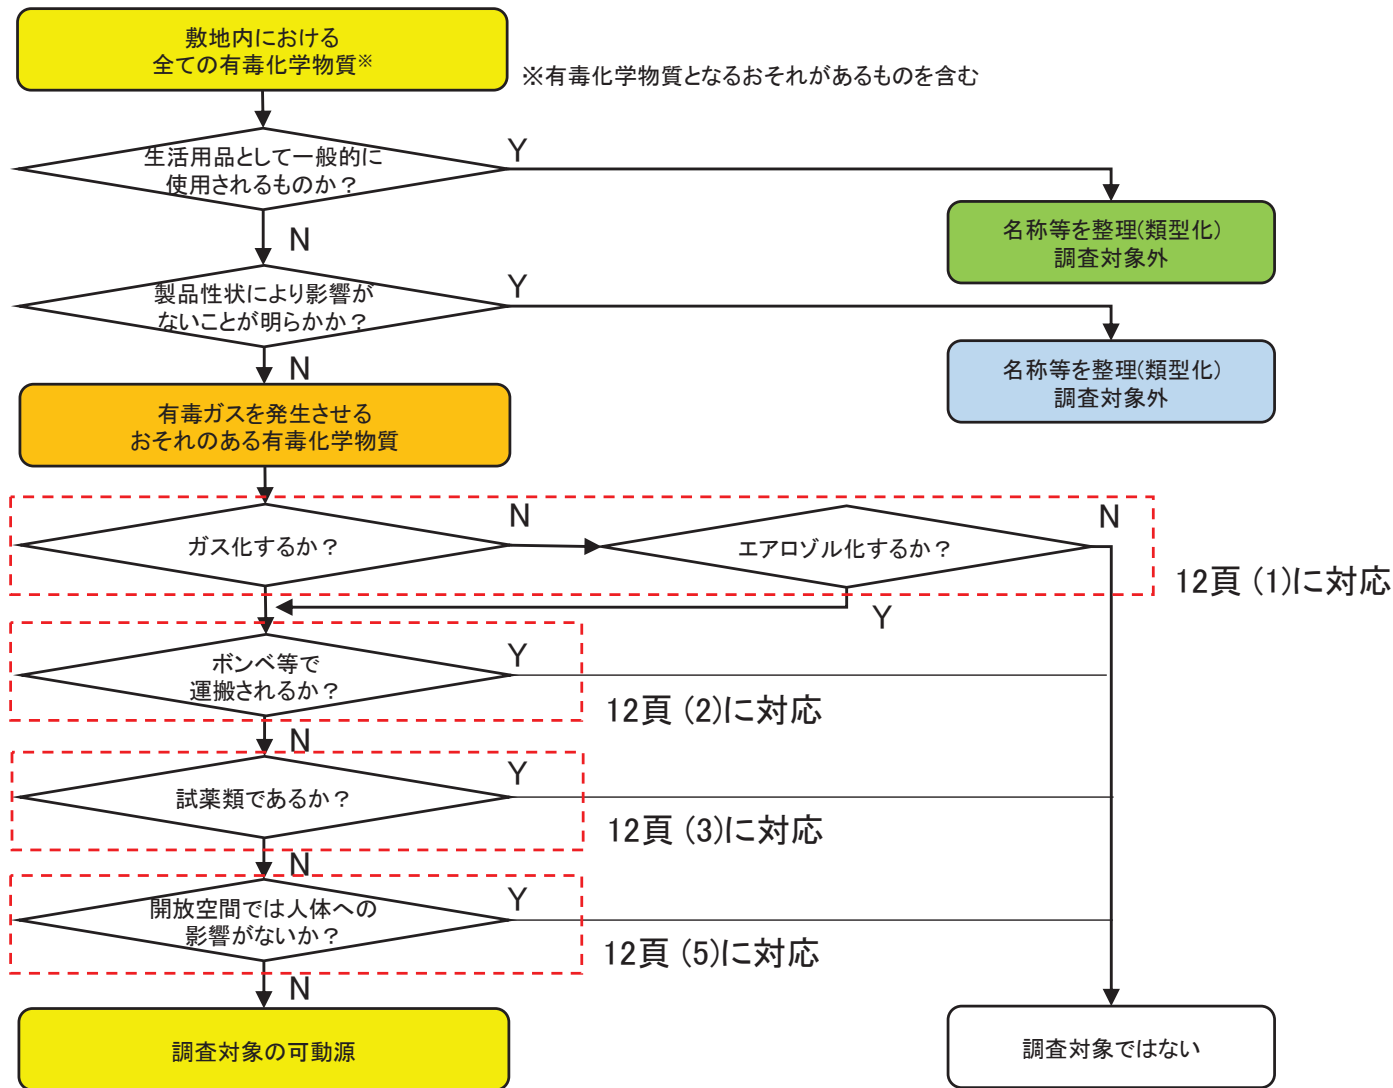 敷地内における
全ての有毒化学物質※
※有毒化学物質となるおそれがあるものを含む
生活用品として一般的に
使用されるものか？
Y
名称等を整理(類型化)
調査対象外
N
製品性状により影響が
ないことが明らかか？
Y
名称等を整理(類型化)
調査対象外
N
有毒ガスを発生させる
おそれのある有毒化学物質
ガス化するか？
N
エアロゾル化するか？
N
12頁 (1)に対応
Y
ボンベ等で
運搬されるか？
Y
12頁 (2)に対応
N
試薬類であるか？
Y
12頁 (3)に対応
N
開放空間では人体への
影響がないか？
Y
12頁 (5)に対応
N
調査対象の可動源
調査対象ではない